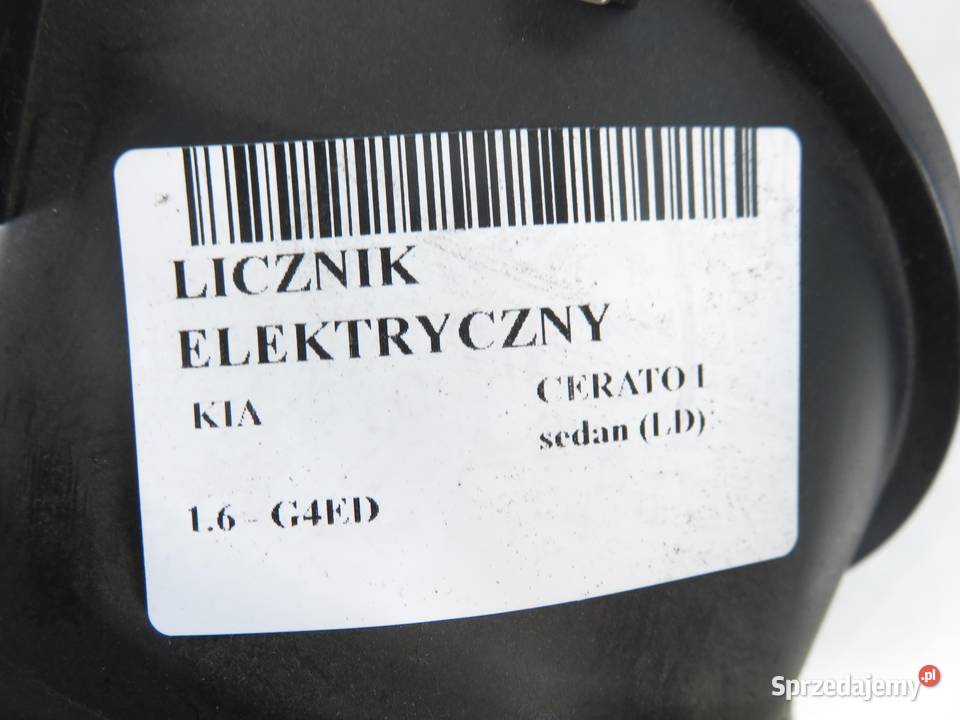 LICZNIK
ELEKTRYCZNY
KIA
CERATO I
sedan (LD)
1.6 - G4ED
Sprzedajemy.pl